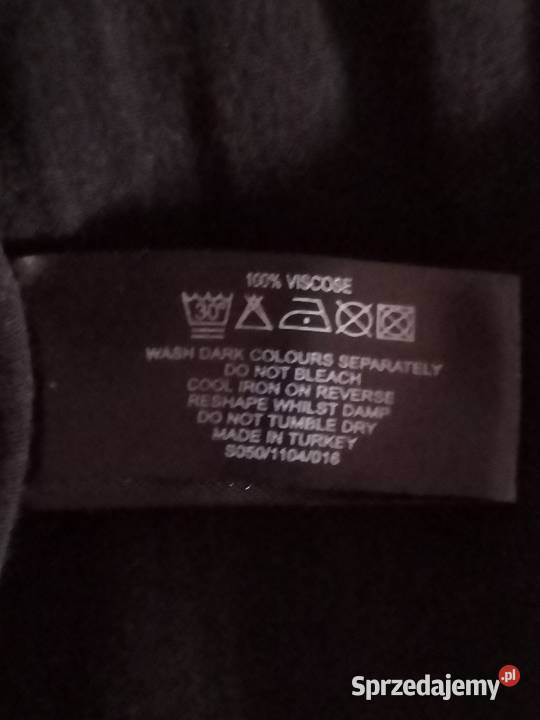 100% VISCOSE
30°
WASH DARK COLOURS SEPARATELY
DO NOT BLEACH
COOL IRON ON REVERSE
RESHAPE WHILST DAMP
DO NOT TUMBLE DRY
MADE IN TURKEY
S050/1104/016
Sprzedajemy.pl